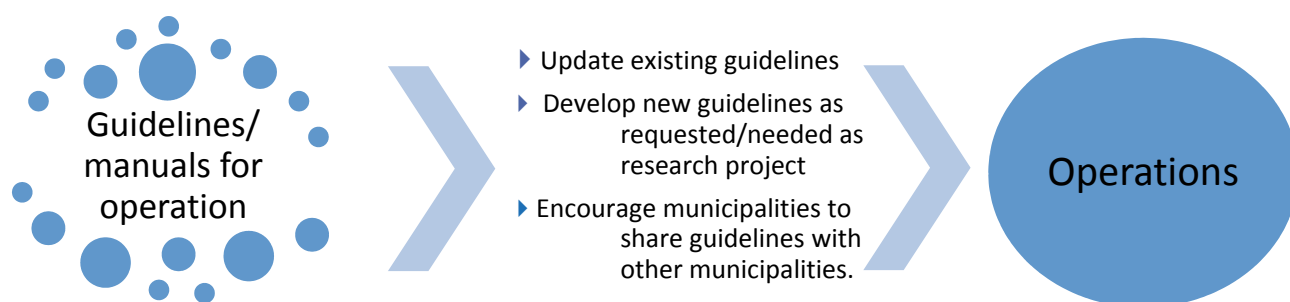 Guidelines/
manuals for
operation
Update existing guidelines
Develop new guidelines as
requested/needed as
research project
Encourage municipalities to
share guidelines with
other municipalities.
Operations